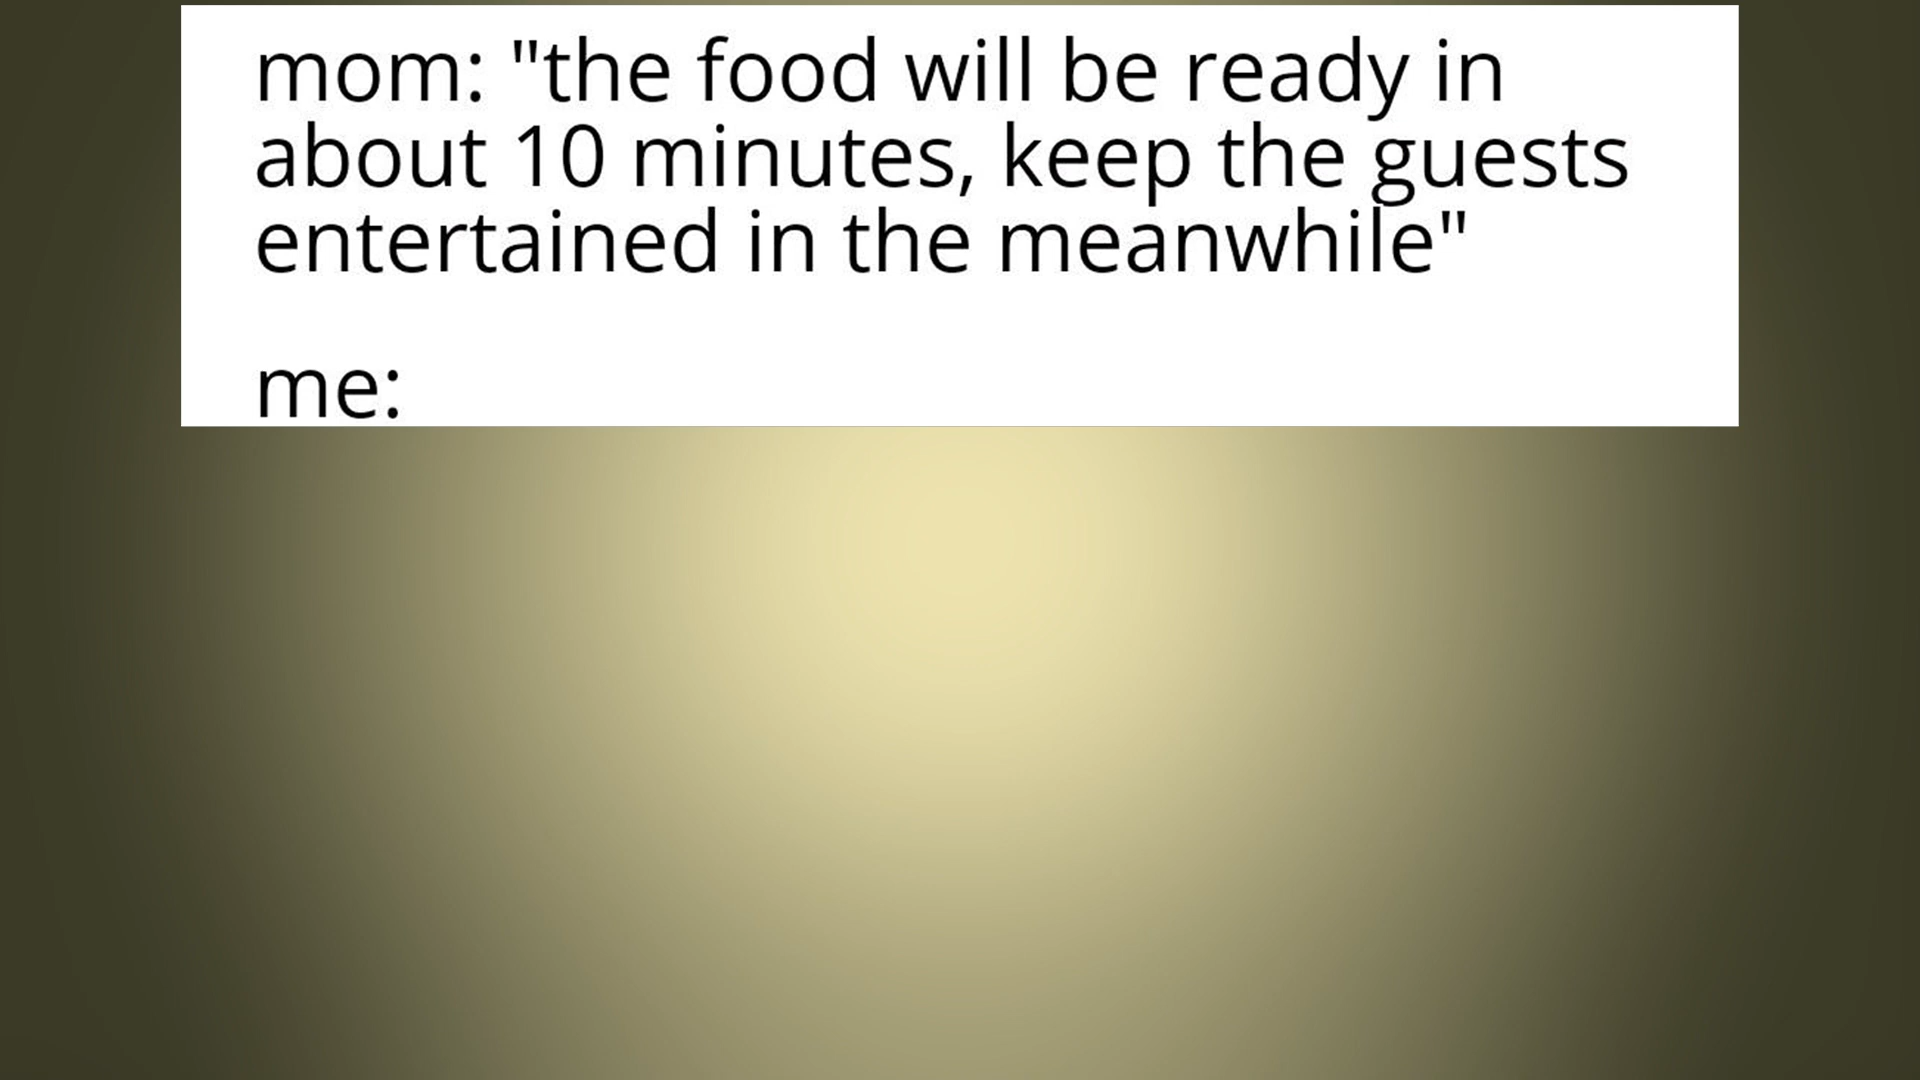 mom: "the food will be ready in
about 10 minutes, keep the guests
entertained in the meanwhile"
me: